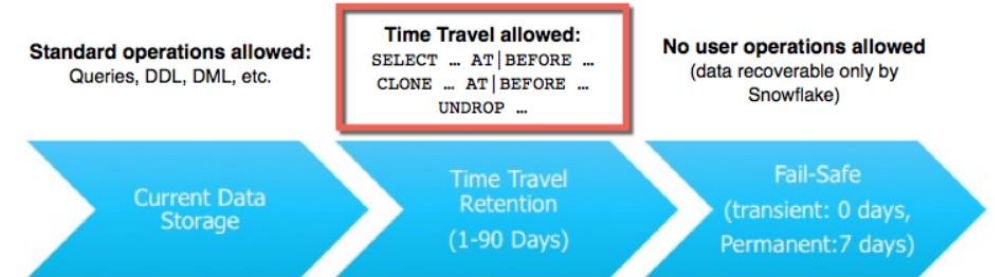 Standard operations allowed:
Queries, DDL, DML, etc.
Time Travel allowed:
SELECT … AT|BEFORE …
CLONE … AT|BEFORE …
UNDROP …
No user operations allowed
(data recoverable only by
Snowflake)
Current Data
Storage
Time Travel
Retention
(1-90 Days)
Fail-Safe
(transient: 0 days,
Permanent:7 days)